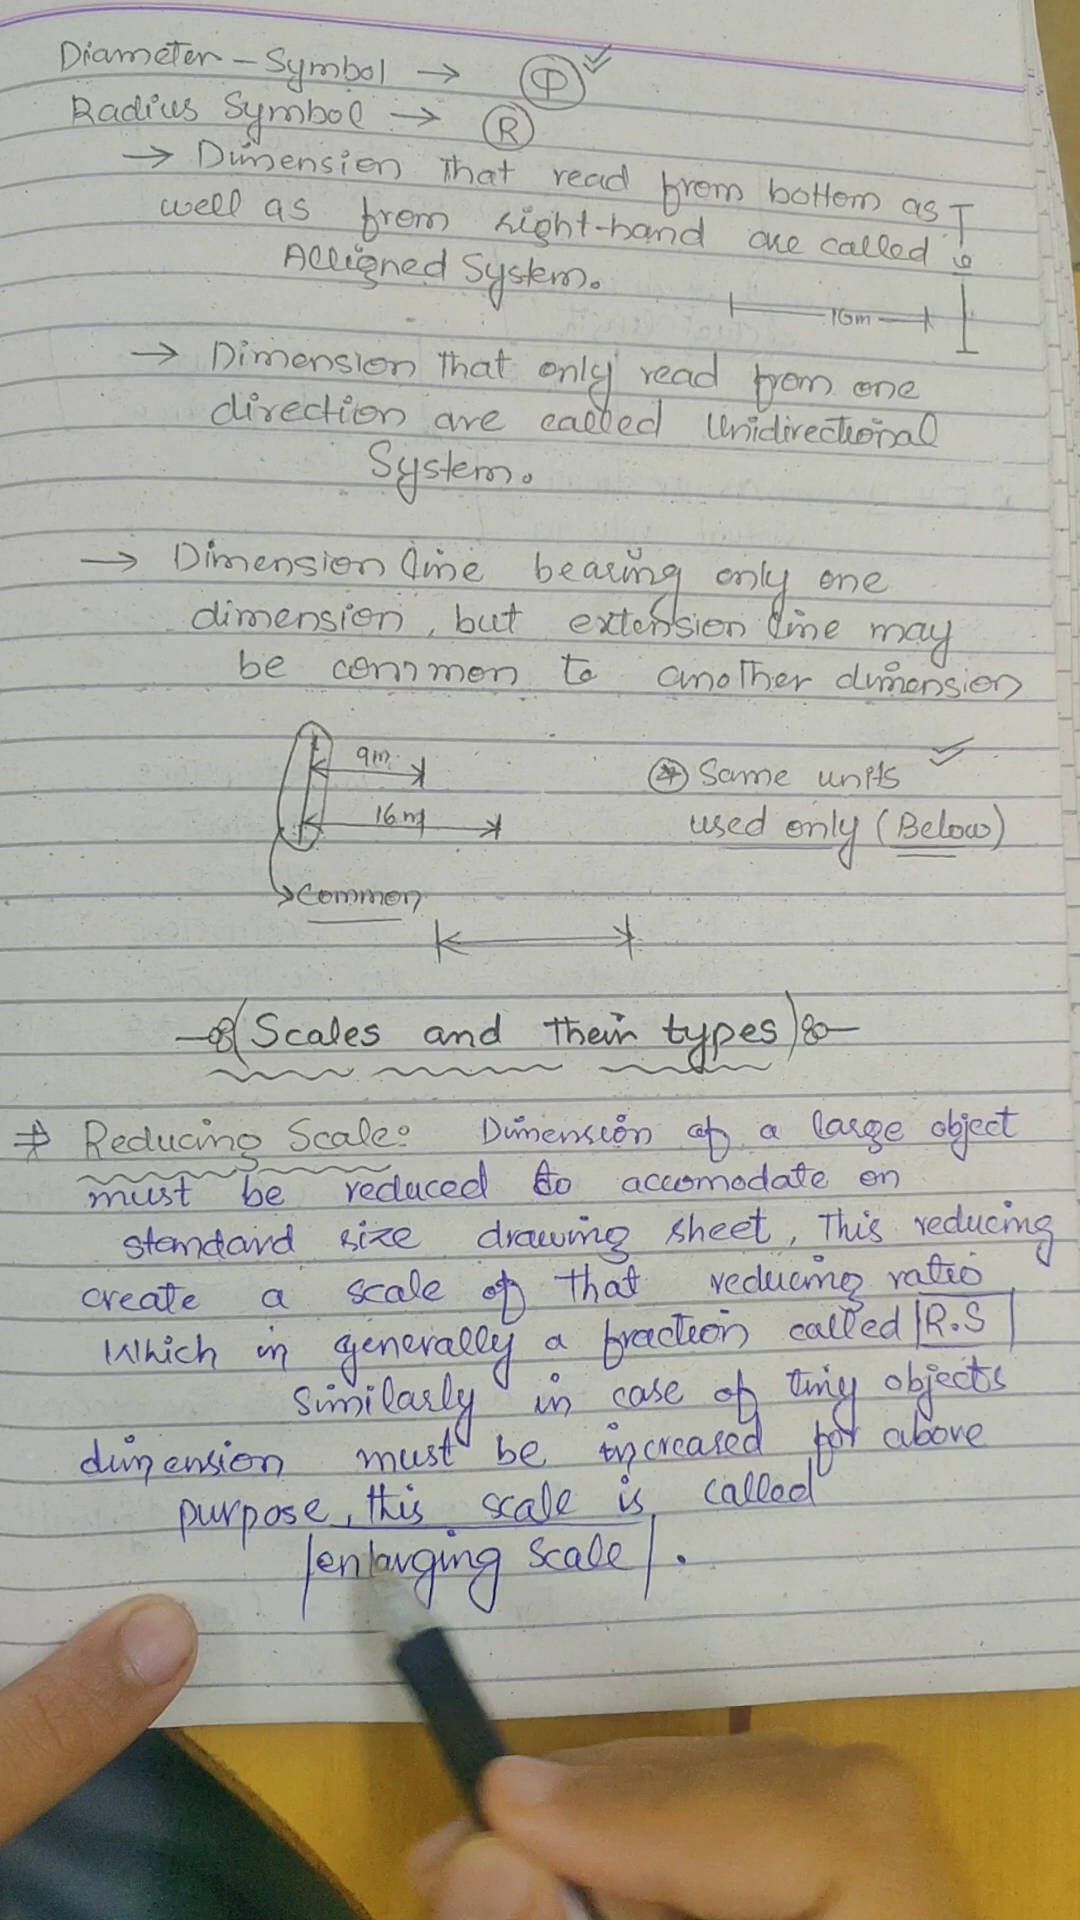 Diameter - Symbol → Φ
Radius Symbol → R
→ Dimension That read from bottom as
well as from right-hand are called
Alligned System.
16m
→ Dimension That only read from one
direction are called Unidirectional
System.
→ Dimension line bearing only one
dimension, but extension line may
be common to another dimension
9m
16m
common
Same units
used only (Below)
(Scales and Their types)
⇒ Reducing Scale: Dimension of a large object
must be reduced to accomodate on
standard size drawing sheet, This reducing
create a scale of That reducing ratio
Which in generally a fraction called R.S
Similarly in case of tiny objects
dimension must be increased for above
purpose, this scale is called
enlarging scale.